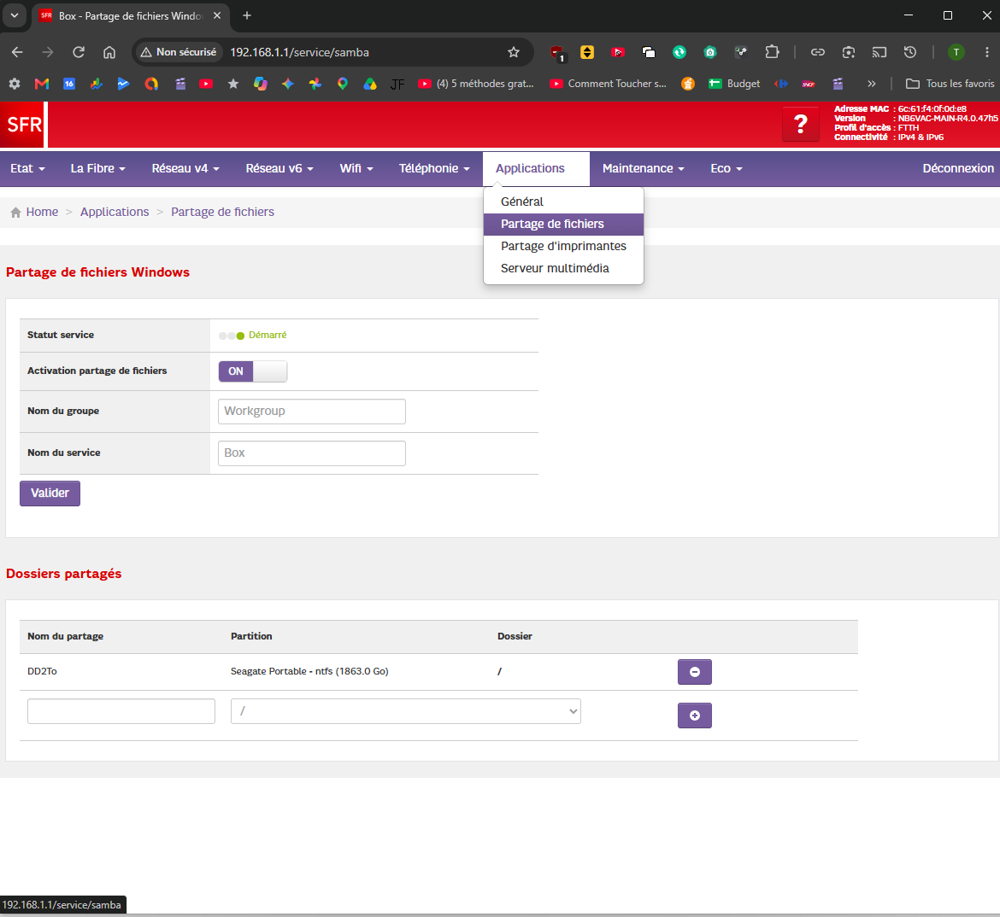 SFR
Box - Partage de fichiers Windo
Non sécurisé
192.168.1.1/service/samba
1
T
16
JF
(4) 5 méthodes grat...
Comment Toucher s...
Budget
SNCF
Tous les favoris
SFR
?
Adresse MAC : 6c:61:f4:0f:0d:e8
Version : NB6VAC-MAIN-R4.0.47h5
Profil d'accès : FTTH
Connectivité : IPv4 & IPv6
Etat
La Fibre
Réseau v4
Réseau v6
Wifi
Téléphonie
Applications
Maintenance
Eco
Déconnexion
Général
Partage de fichiers
Partage d'imprimantes
Serveur multimédia
Home > Applications > Partage de fichiers
Partage de fichiers Windows
Statut service
Démarré
Activation partage de fichiers
ON
Nom du groupe
Workgroup
Nom du service
Box
Valider
Dossiers partagés
Nom du partage Partition Dossier
DD2To Seagate Portable - ntfs (1863.0 Go) /
/
192.168.1.1/service/samba